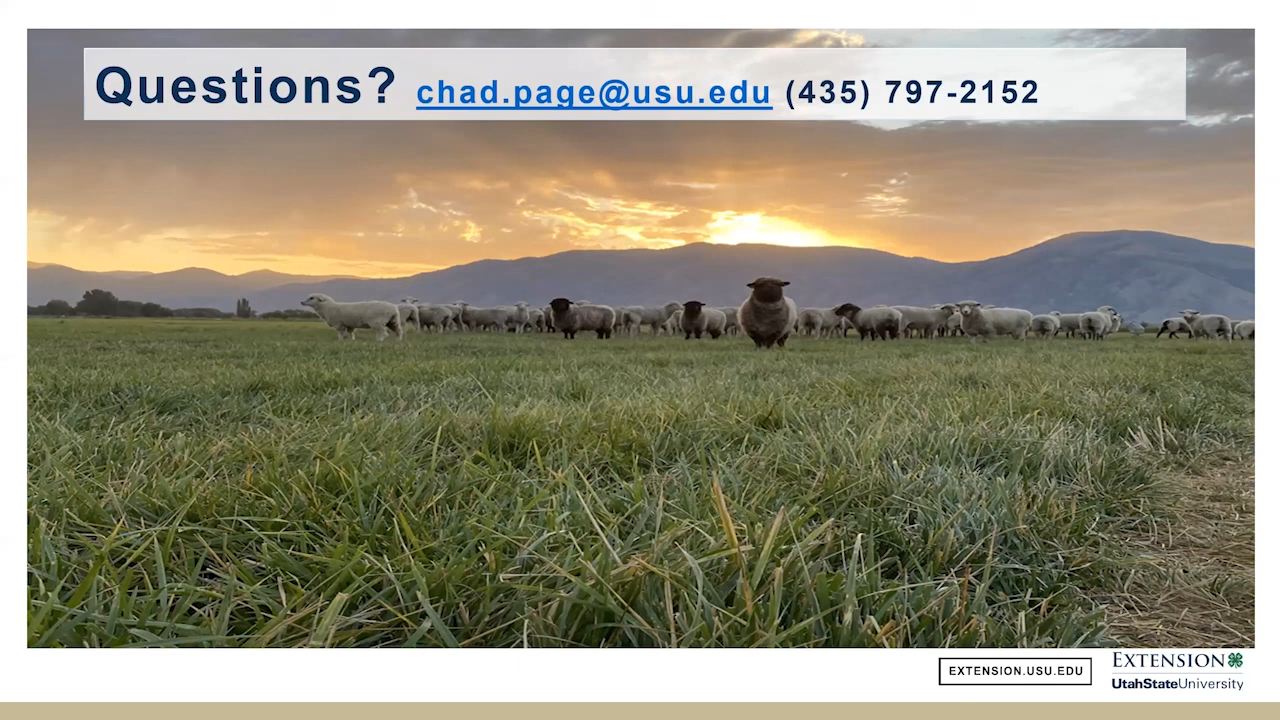 Questions? chad.page@usu.edu (435) 797-2152
EXTENSION.USU.EDU
EXTENSION
UtahStateUniversity